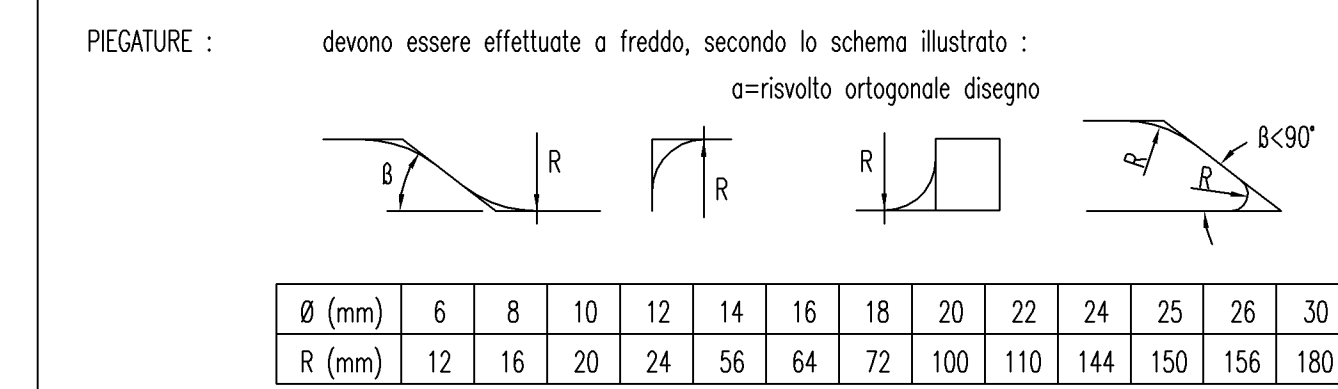 PIEGATURE : devono essere effettuate a freddo, secondo lo schema illustrato :
a=risvolto ortogonale disegno
ß R R R R R ß<90°
Ø (mm) 6 8 10 12 14 16 18 20 22 24 25 26 30
R (mm) 12 16 20 24 56 64 72 100 110 144 150 156 180